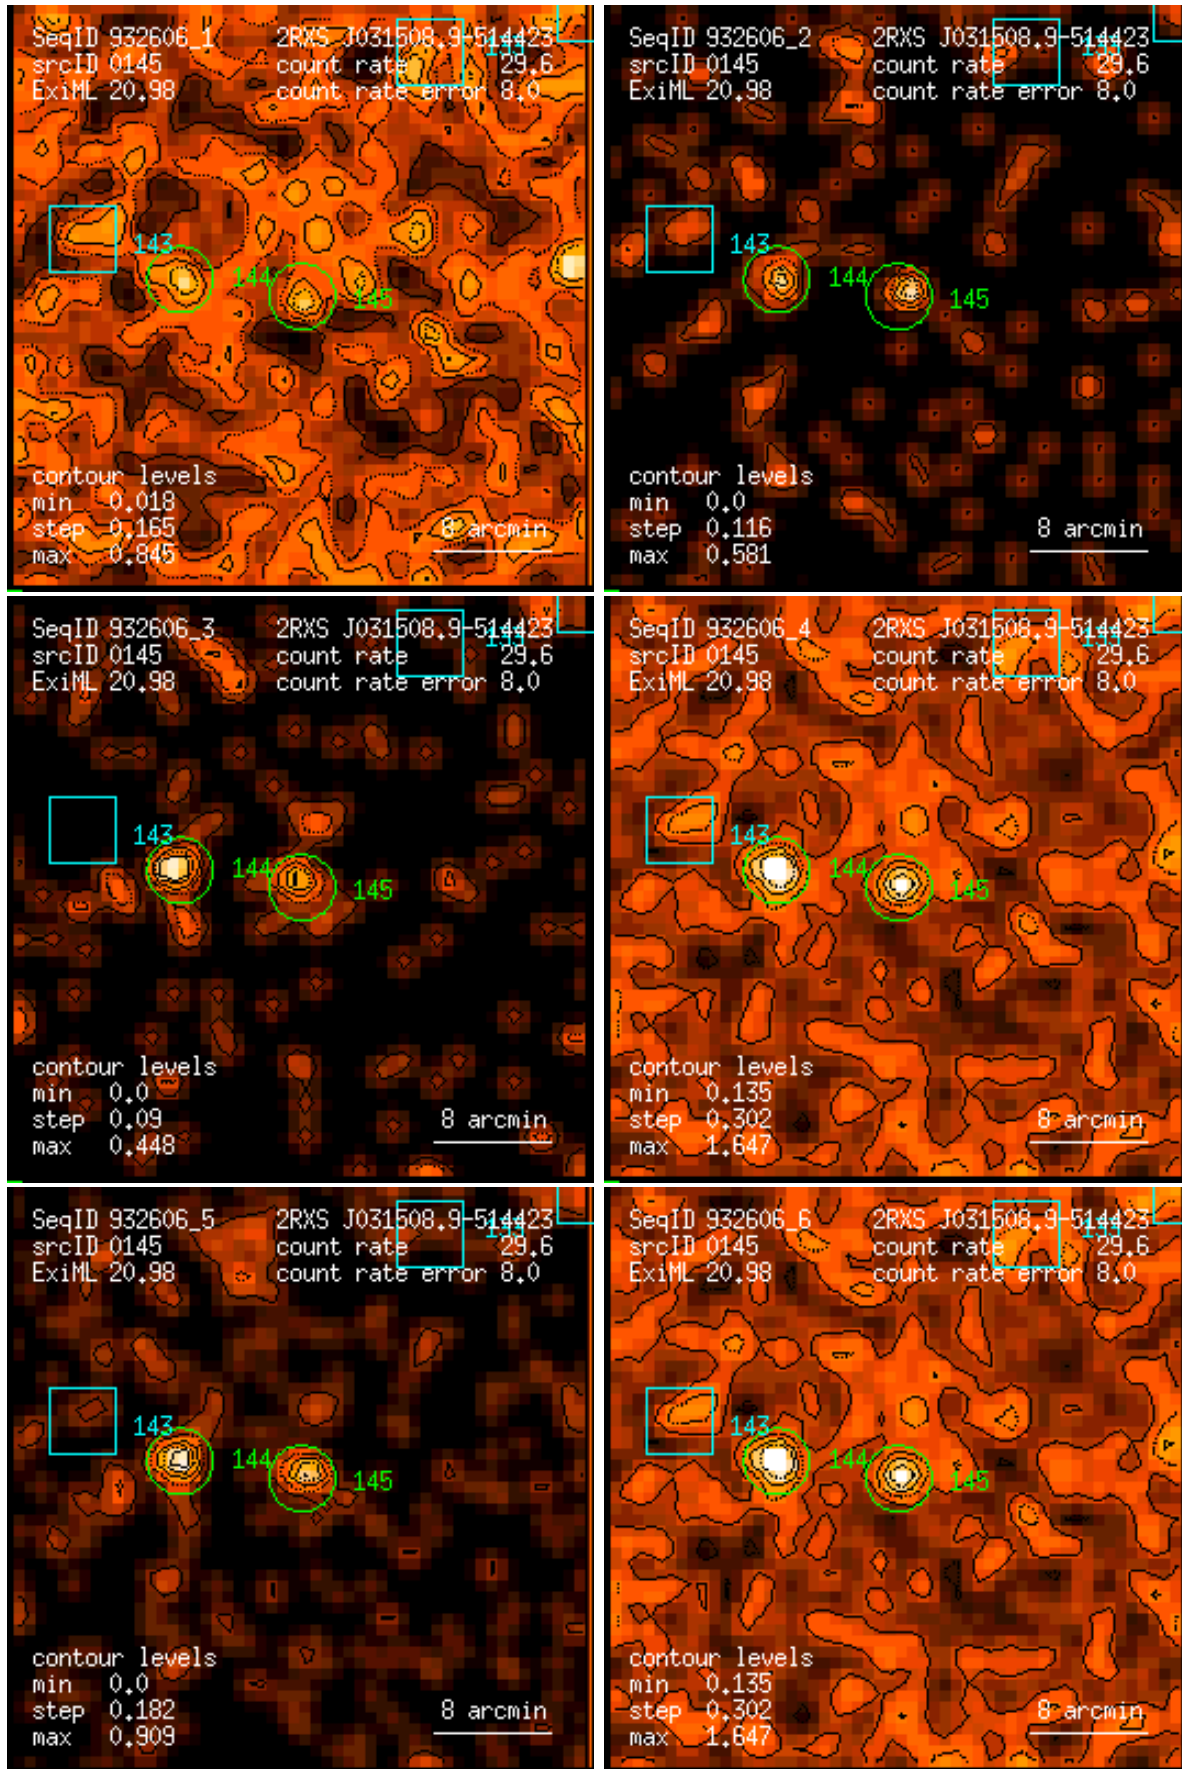 SeqID 932606_1 2RXS J031508.9-514423
srcID 0145 count rate 29.6
ExiML 20.98 count rate error 8.0
143
144
145
contour levels
min 0.018
step 0.165
max 0.845
8 arcmin
SeqID 932606_2 2RXS J031508.9-514423
srcID 0145 count rate 29.6
ExiML 20.98 count rate error 8.0
143
144
145
contour levels
min 0.0
step 0.116
max 0.581
8 arcmin
SeqID 932606_3 2RXS J031508.9-514423
srcID 0145 count rate 29.6
ExiML 20.98 count rate error 8.0
143
144
145
contour levels
min 0.0
step 0.09
max 0.448
8 arcmin
SeqID 932606_4 2RXS J031508.9-514423
srcID 0145 count rate 29.6
ExiML 20.98 count rate error 8.0
143
144
145
contour levels
min 0.135
step 0.302
max 1.647
8 arcmin
SeqID 932606_5 2RXS J031508.9-514423
srcID 0145 count rate 29.6
ExiML 20.98 count rate error 8.0
143
144
145
contour levels
min 0.0
step 0.182
max 0.909
8 arcmin
SeqID 932606_6 2RXS J031508.9-514423
srcID 0145 count rate 29.6
ExiML 20.98 count rate error 8.0
143
144
145
contour levels
min 0.135
step 0.302
max 1.647
8 arcmin